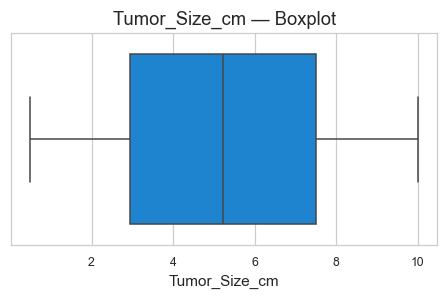 Tumor_Size_cm — Boxplot
2 4 6 8 10
Tumor_Size_cm